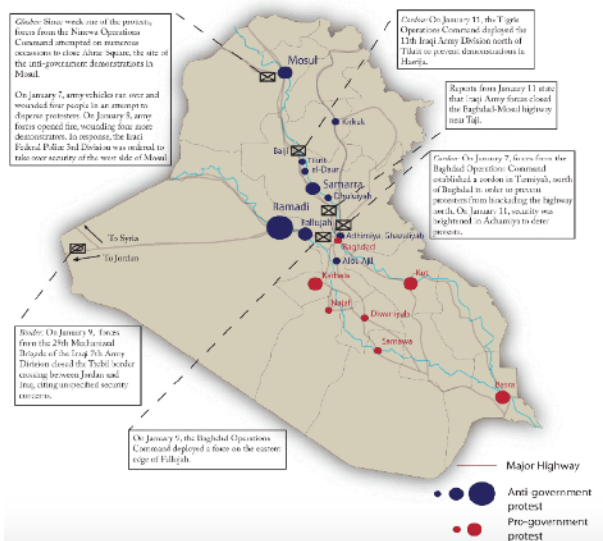 Since week one of the protests,
forces from the Ninewa Operations
Command attempted on numerous
occasions to close Ahrar Square, the site of
the anti-government demonstrations in
Mosul.
On January 7, army vehicles ran over and
wounded four people in an attempt to
disperse protesters. On January 8, army
forces opened fire, wounding four more
demonstrators. In response, the Iraqi
Federal Police 3rd Division was ordered to
take over security of the west side of Mosul
Cordon: On January 11, the Tigris
Operations Command deployed the
11th Iraqi Army Division north of
Tikrit to prevent demonstrations in
Hawija.
Reports from January 11 state
that Iraqi Army forces closed
the Baghdad-Mosul highway
near Taji.
Cordon: On January 7, forces from the
Baghdad Operations Command
established a cordon in Tarmiyah, north
of Baghdad in order to prevent
protesters from blockading the highway
north. On January 11, security was
heightened in Adhamiya to deter
protests.
Mosul
Kirkuk
Baiji
Tikrit
al-Daur
Samarra
Dhuluiyah
Ramadi
Fallujah
Adhimiya, Ghazaliyah
Baghdad
To Syria
To Jordan
Karbala
Kut
Najaf
Diwaniyah
Samawa
Basra
Border: On January 9, forces
from the 29th Mechanized
Brigade of the Iraqi 7th Army
Division closed the Trebil border
crossing between Jordan and
Iraq, citing unspecified security
concerns.
On January 9, the Baghdad Operations
Command deployed a force on the eastern
edge of Fallujah.
Major Highway
Anti-government
protest
Pro-government
protest